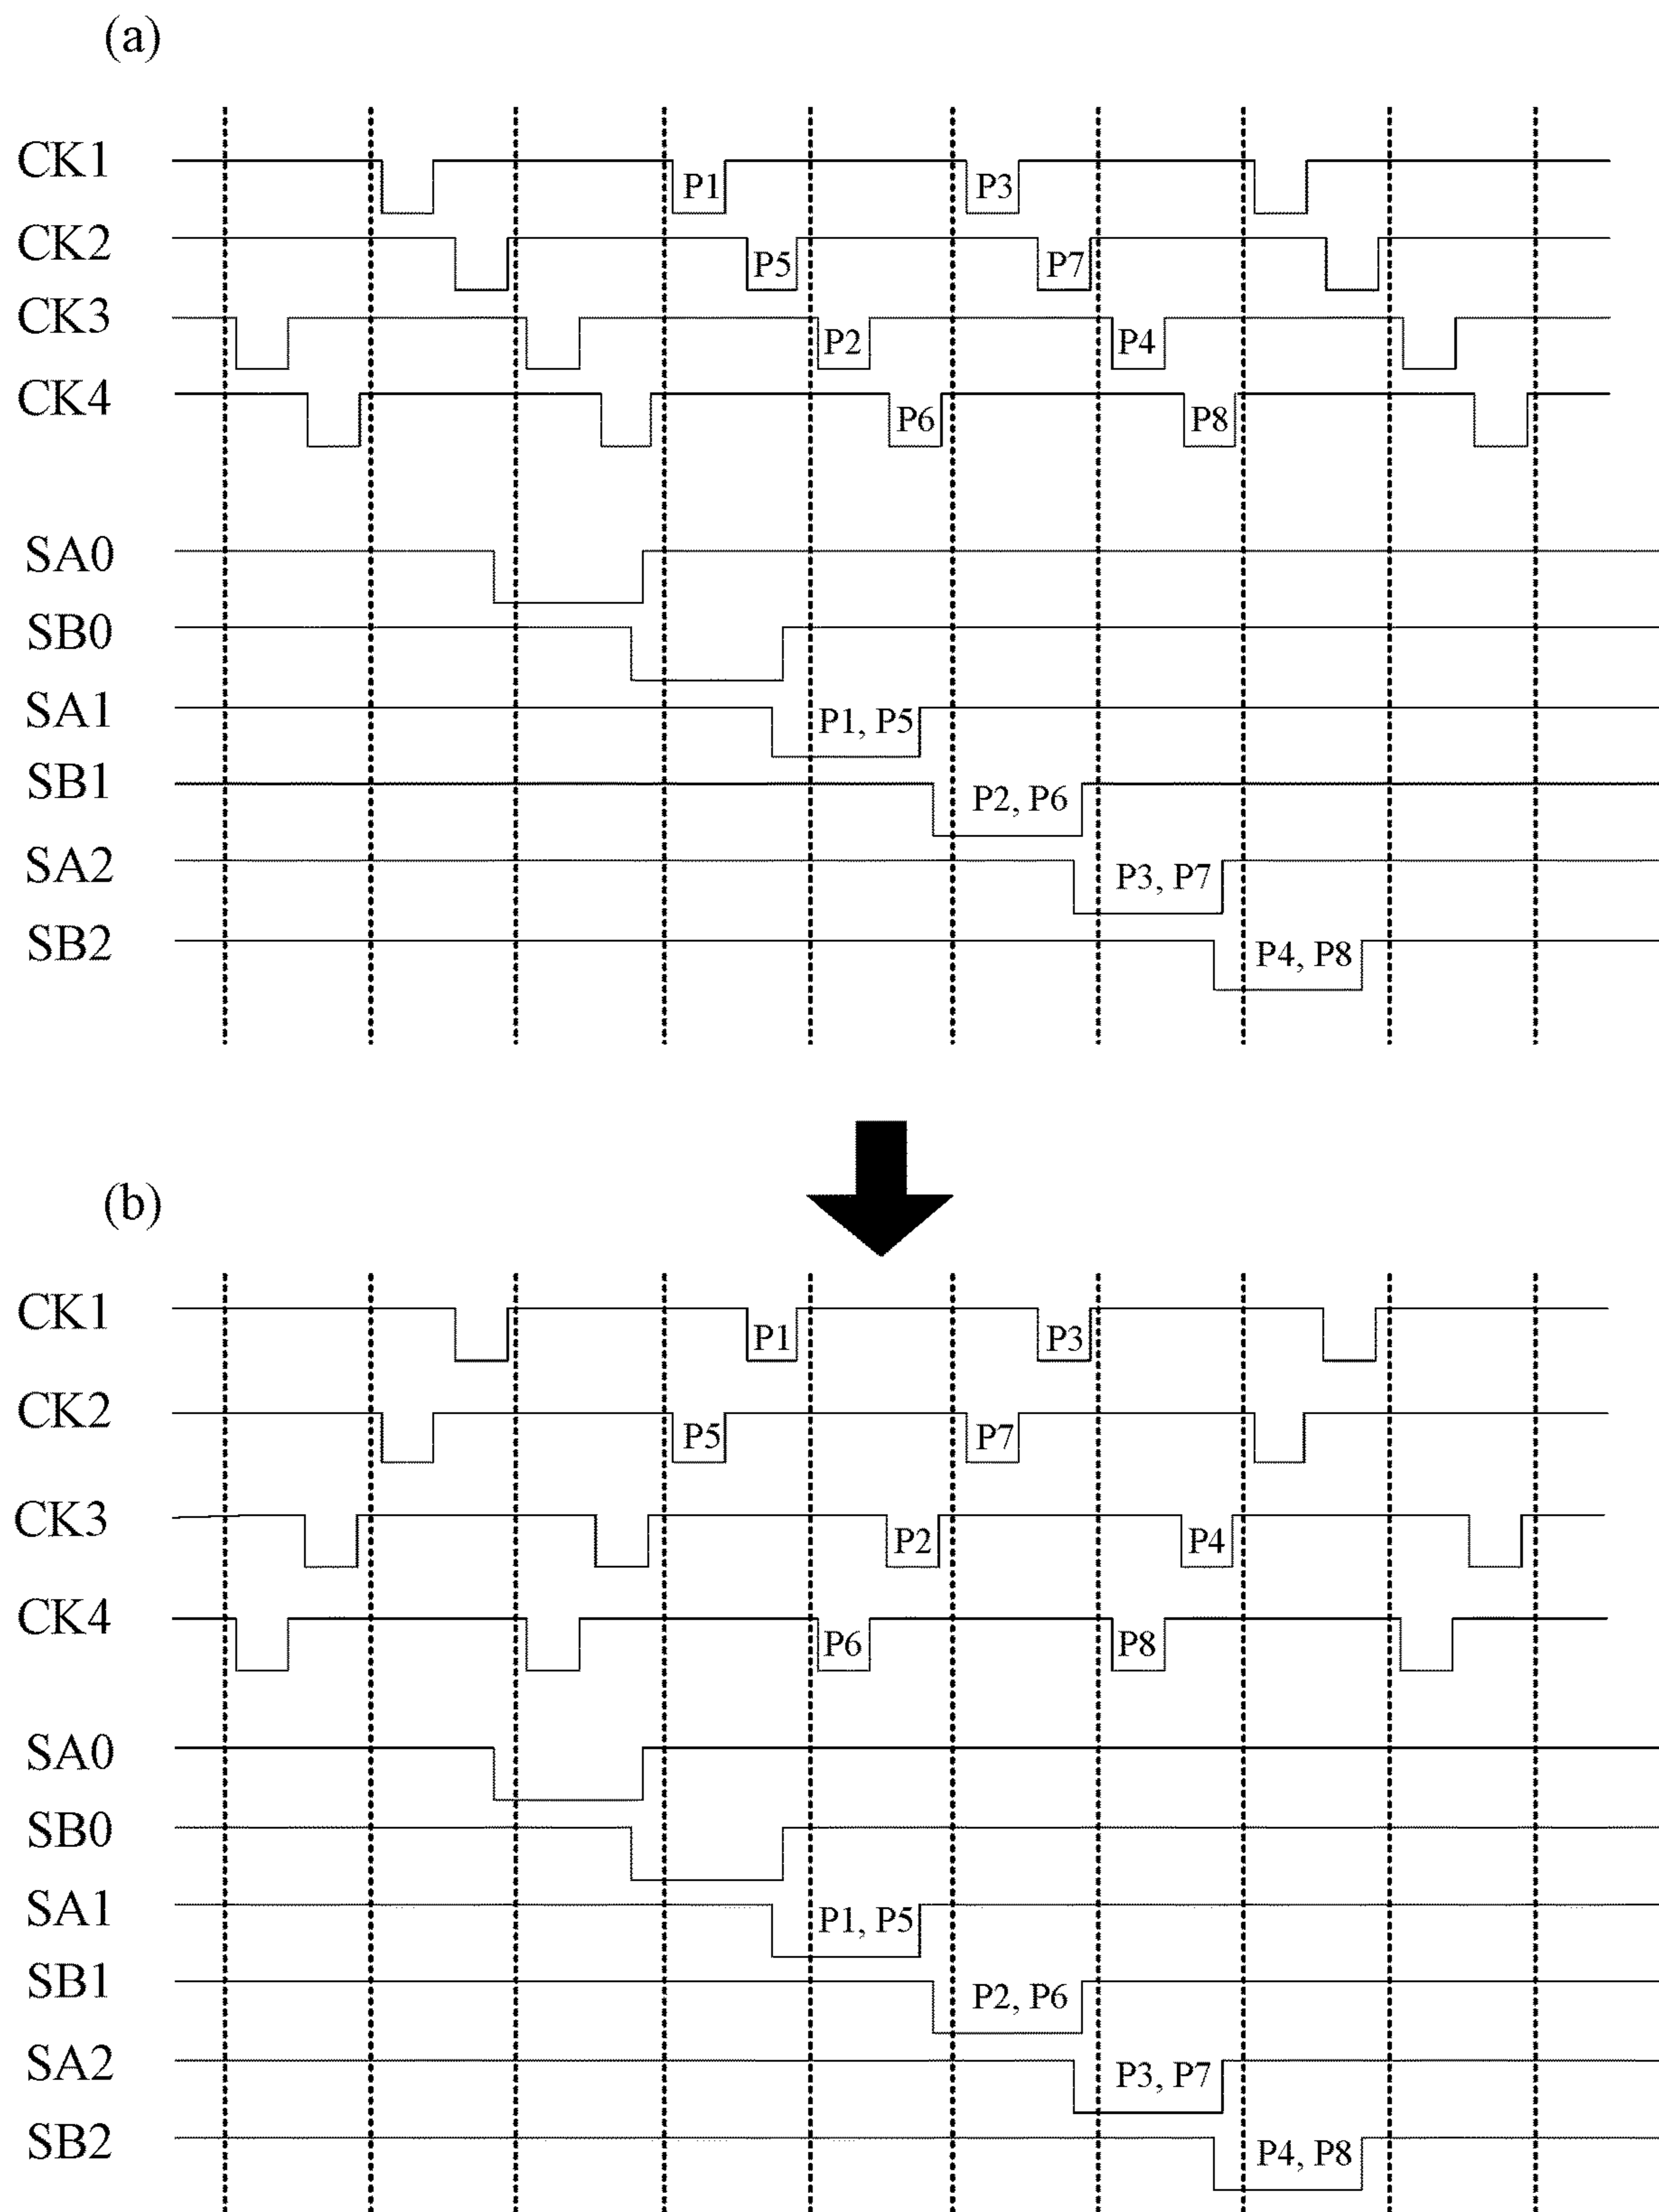 (a)
CK1 P1 P3
CK2 P5 P7
CK3 P2 P4
CK4 P6 P8
SA0
SB0
SA1 P1, P5
SB1 P2, P6
SA2 P3, P7
SB2 P4, P8
(b)
CK1 P1 P3
CK2 P5 P7
CK3 P2 P4
CK4 P6 P8
SA0
SB0
SA1 P1, P5
SB1 P2, P6
SA2 P3, P7
SB2 P4, P8